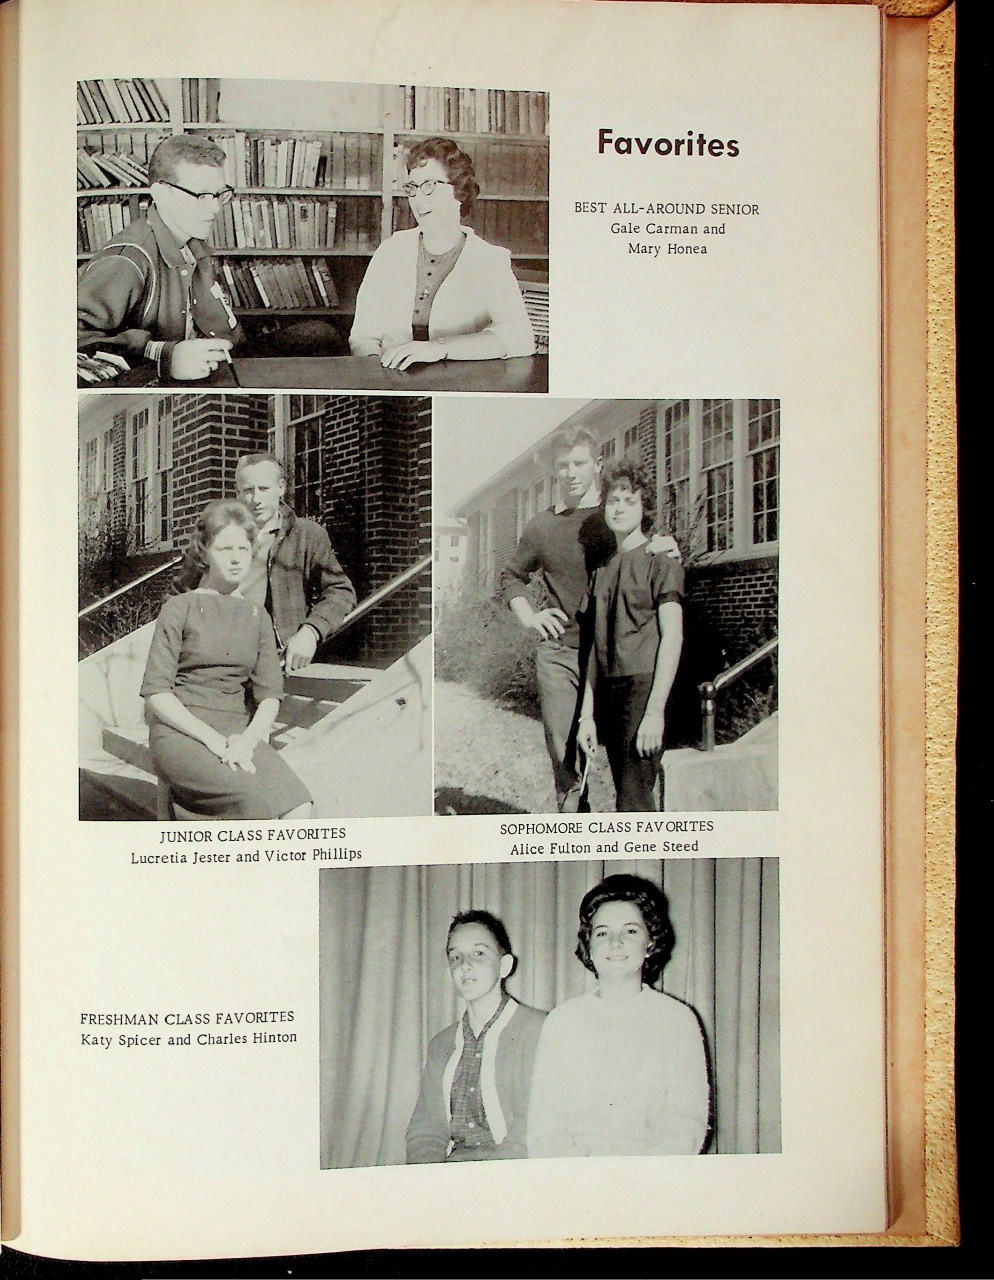 Favorites
BEST ALL-AROUND SENIOR
Gale Carman and
Mary Honea
JUNIOR CLASS FAVORITES
Lucretia Jester and Victor Phillips
SOPHOMORE CLASS FAVORITES
Alice Fulton and Gene Steed
FRESHMAN CLASS FAVORITES
Katy Spicer and Charles Hinton